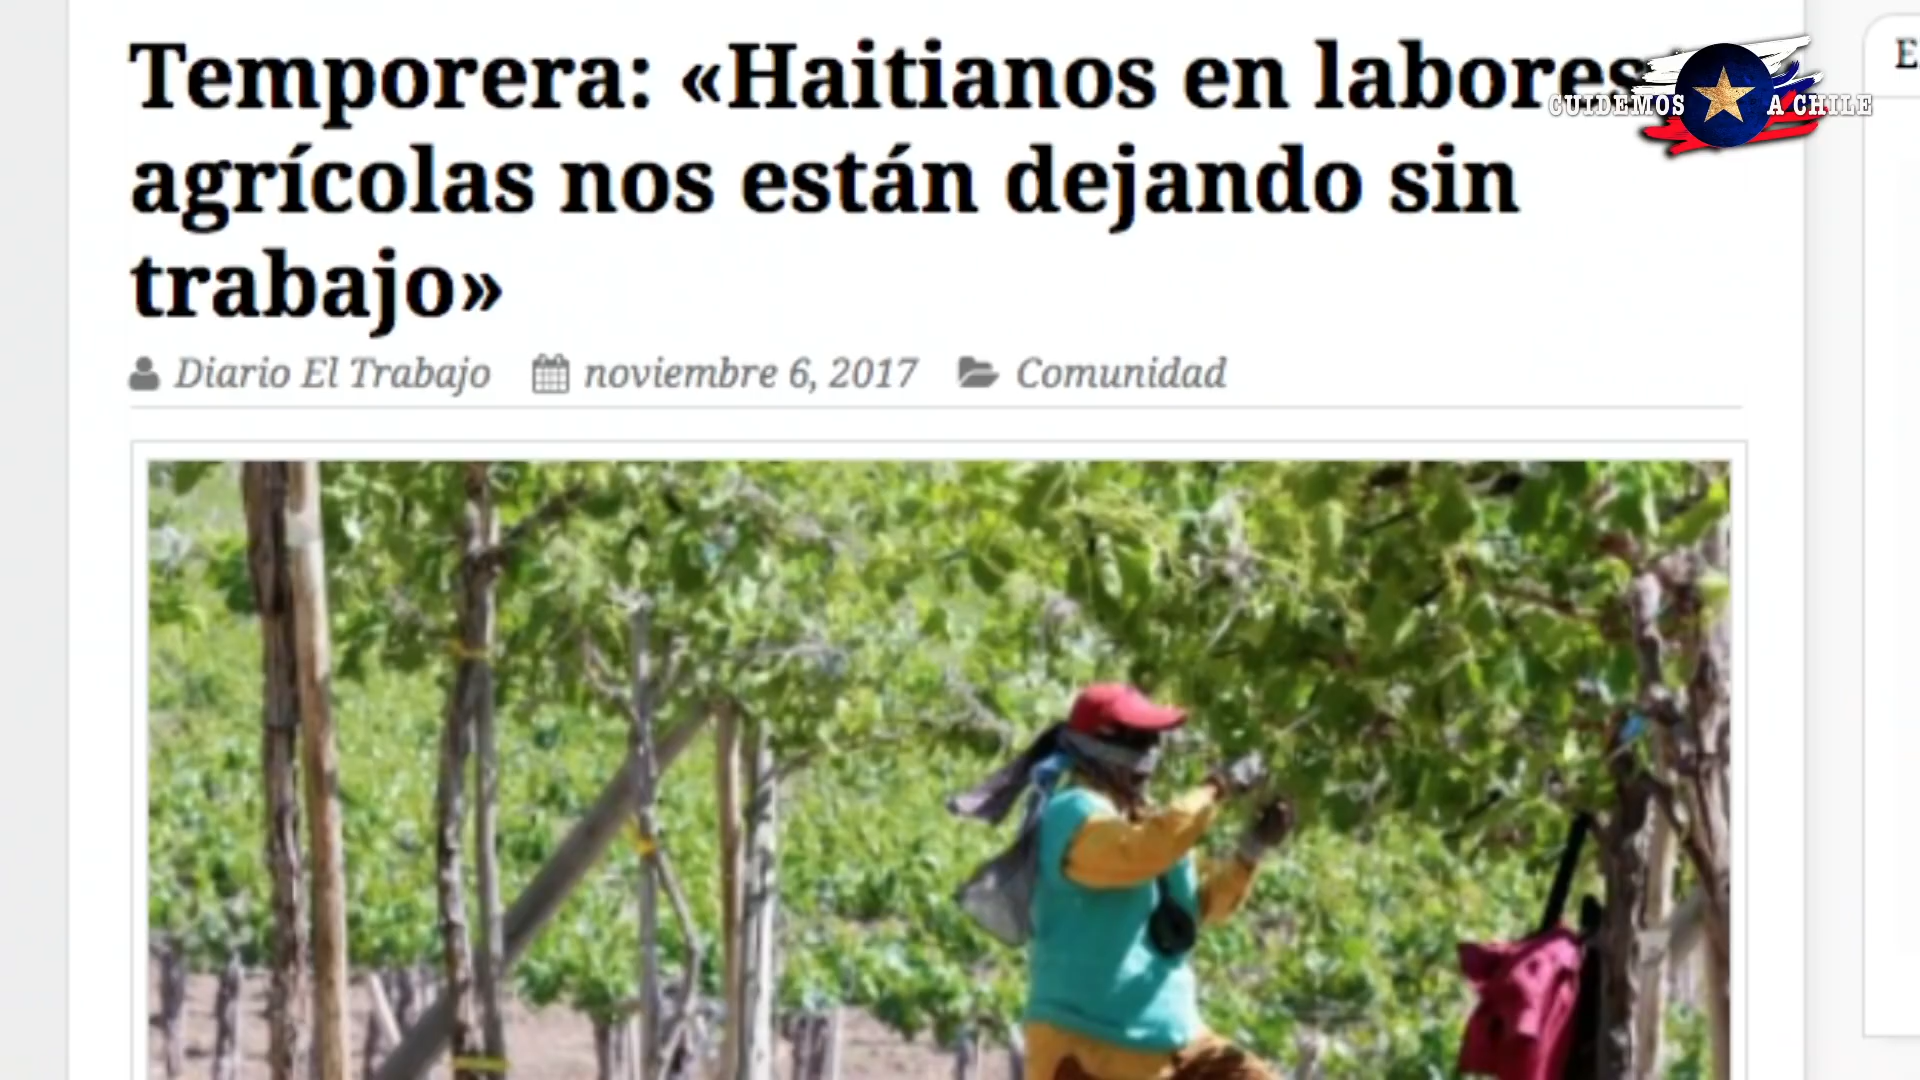 Temporera: «Haitianos en labores
agrícolas nos están dejando sin
trabajo»
CUIDEMOS A CHILE
Diario El Trabajo noviembre 6, 2017 Comunidad